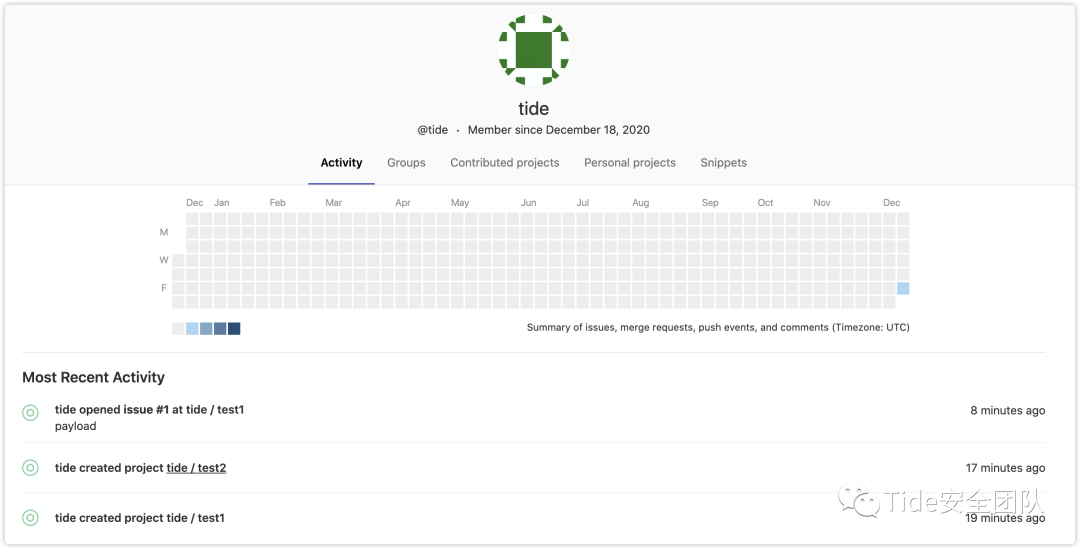 tide
@tide · Member since December 18, 2020
Activity Groups Contributed projects Personal projects Snippets
Dec Jan Feb Mar Apr May Jun Jul Aug Sep Oct Nov Dec
M
W
F
Summary of issues, merge requests, push events, and comments (Timezone: UTC)
Most Recent Activity
tide opened issue #1 at tide / test1 8 minutes ago
payload
tide created project tide / test2 17 minutes ago
Tide安全团队
tide created project tide / test1 19 minutes ago